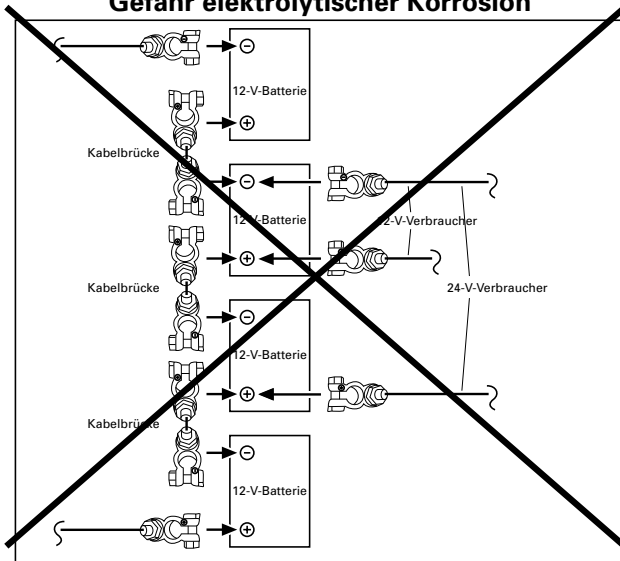 Gefahr elektrolytischer Korrosion
12-V-Batterie
Kabelbrücke
12-V-Batterie
12-V-Verbraucher
Kabelbrücke
24-V-Verbraucher
12-V-Batterie
Kabelbrücke
12-V-Batterie